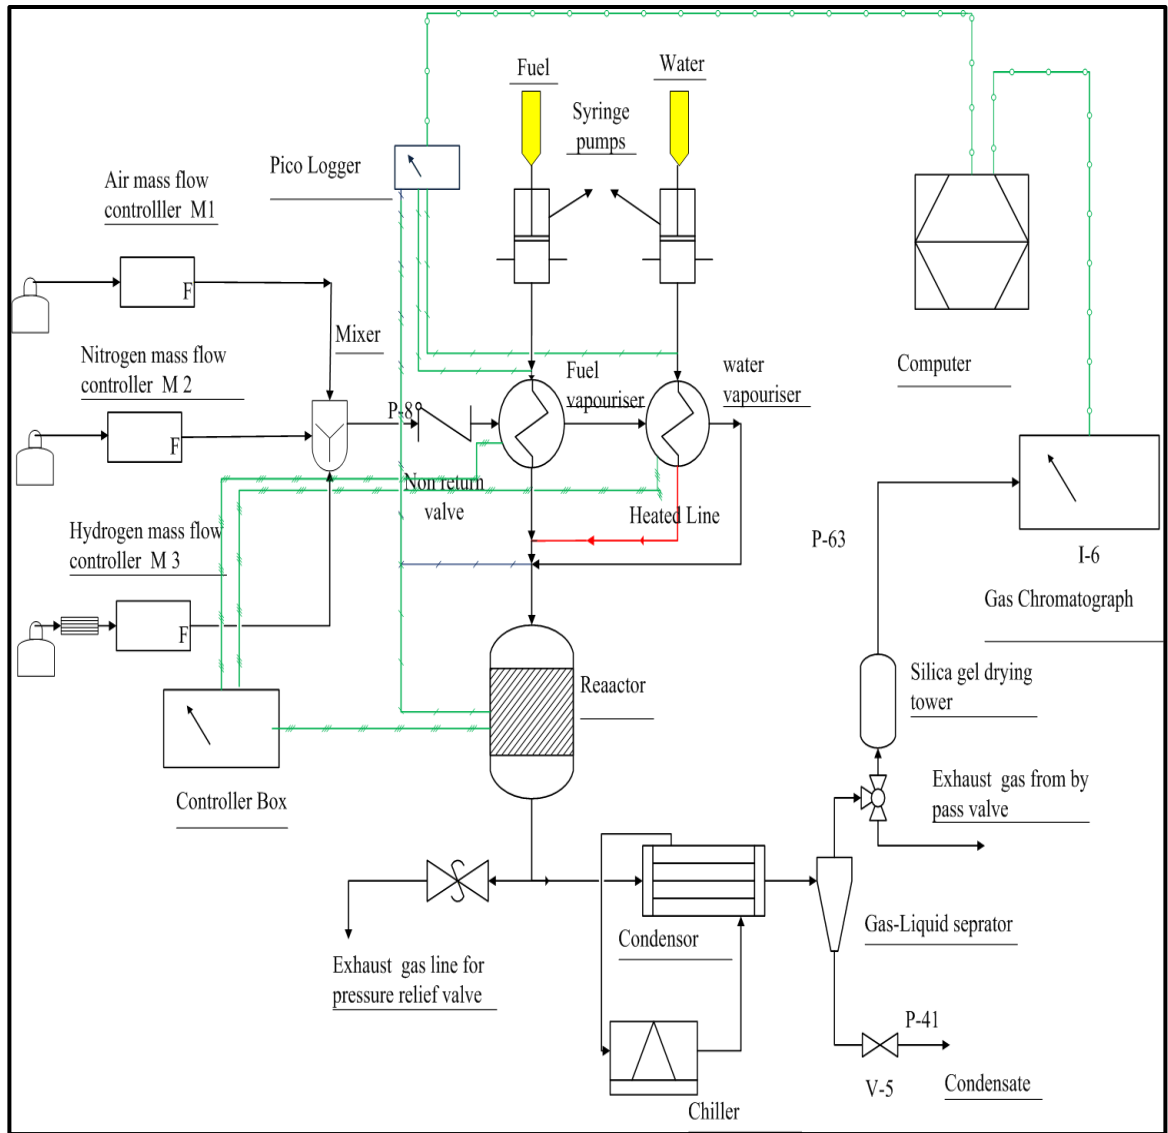 Fuel
Water
Syringe
pumps
Pico Logger
Air mass flow
controlller M1
F
Mixer
Nitrogen mass flow
controller M 2
F
Fuel
vapouriser
water
vapouriser
Computer
P-8
Non return
valve
Heated Line
Hydrogen mass flow
controller M 3
F
P-63
I-6
Gas Chromatograph
Reaactor
Silica gel drying
tower
Controller Box
Exhaust gas from by
pass valve
Condensor
Gas-Liquid seprator
Exhaust gas line for
pressure relief valve
P-41
V-5
Condensate
Chiller